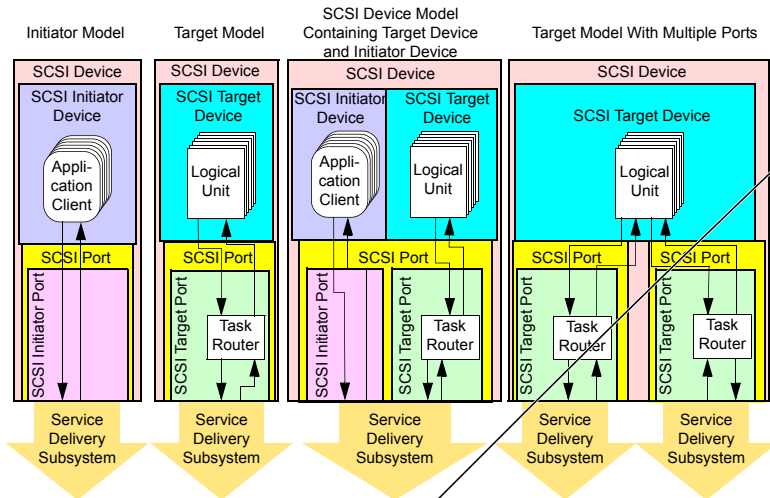 Initiator Model
SCSI Device
SCSI Initiator
Device
Appli-
cation
Client
SCSI Port
SCSI Initiator Port
Service
Delivery
Subsystem
Target Model
SCSI Device
SCSI Target
Device
Logical
Unit
SCSI Port
SCSI Target Port
Task
Router
Service
Delivery
Subsystem
SCSI Device Model
Containing Target Device
and Initiator Device
SCSI Device
SCSI Initiator
Device
Appli-
cation
Client
SCSI Target
Device
Logical
Unit
SCSI Port
SCSI Initiator Port
SCSI Target Port
Task
Router
Service
Delivery
Subsystem
Target Model With Multiple Ports
SCSI Device
SCSI Target Device
Logical
Unit
SCSI Port
SCSI Target Port
Task
Router
Service
Delivery
Subsystem
SCSI Port
SCSI Target Port
Task
Router
Service
Delivery
Subsystem